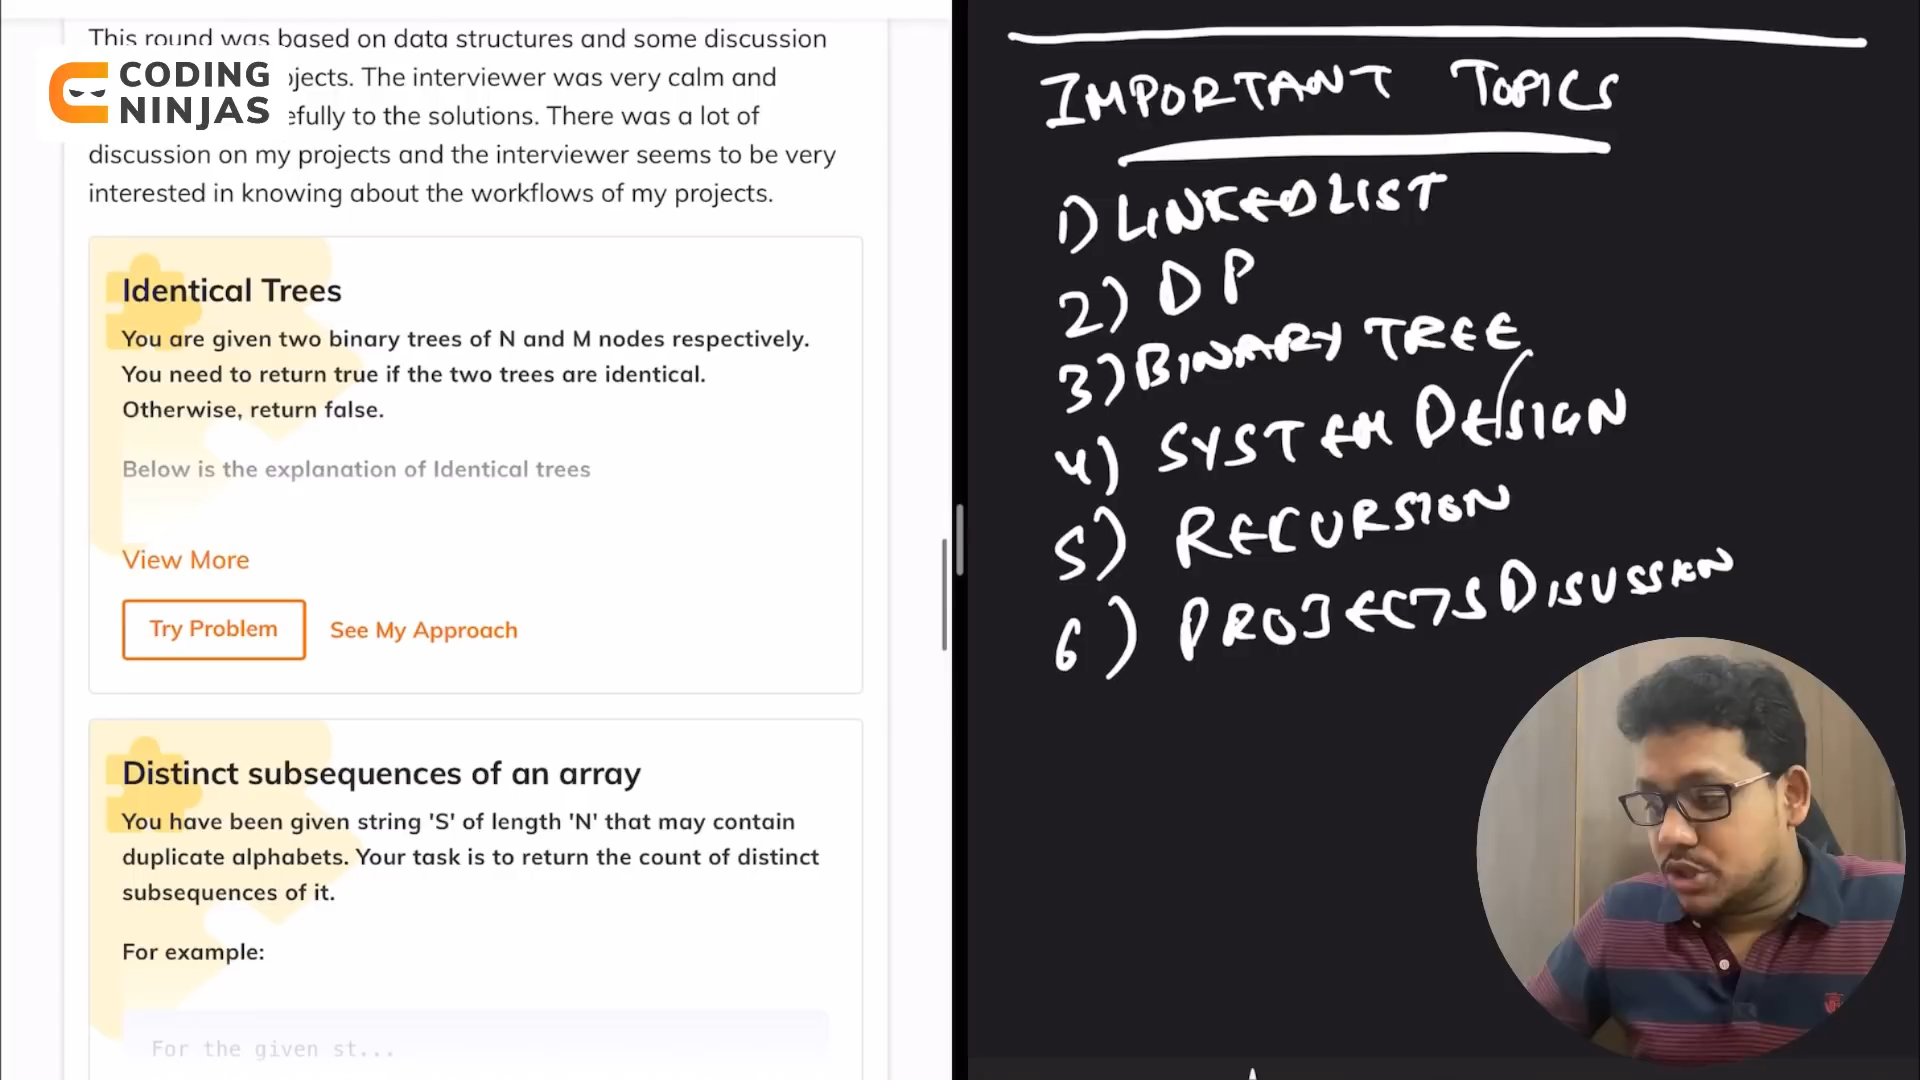 This round was based on data structures and some discussion
CODING
NINJAS
jects. The interviewer was very calm and
efully to the solutions. There was a lot of
discussion on my projects and the interviewer seems to be very
interested in knowing about the workflows of my projects.
Identical Trees
You are given two binary trees of N and M nodes respectively.
You need to return true if the two trees are identical.
Otherwise, return false.
Below is the explanation of Identical trees
View More
Try Problem
See My Approach
Distinct subsequences of an array
You have been given string 'S' of length 'N' that may contain
duplicate alphabets. Your task is to return the count of distinct
subsequences of it.
For example:
For the given st...
IMPORTANT TOPICS
1) LINKEDLIST
2) DP
3) BINARY TREE
4) SYSTEM DESIGN
5) RECURSION
6) PROJECTS DISUSSION